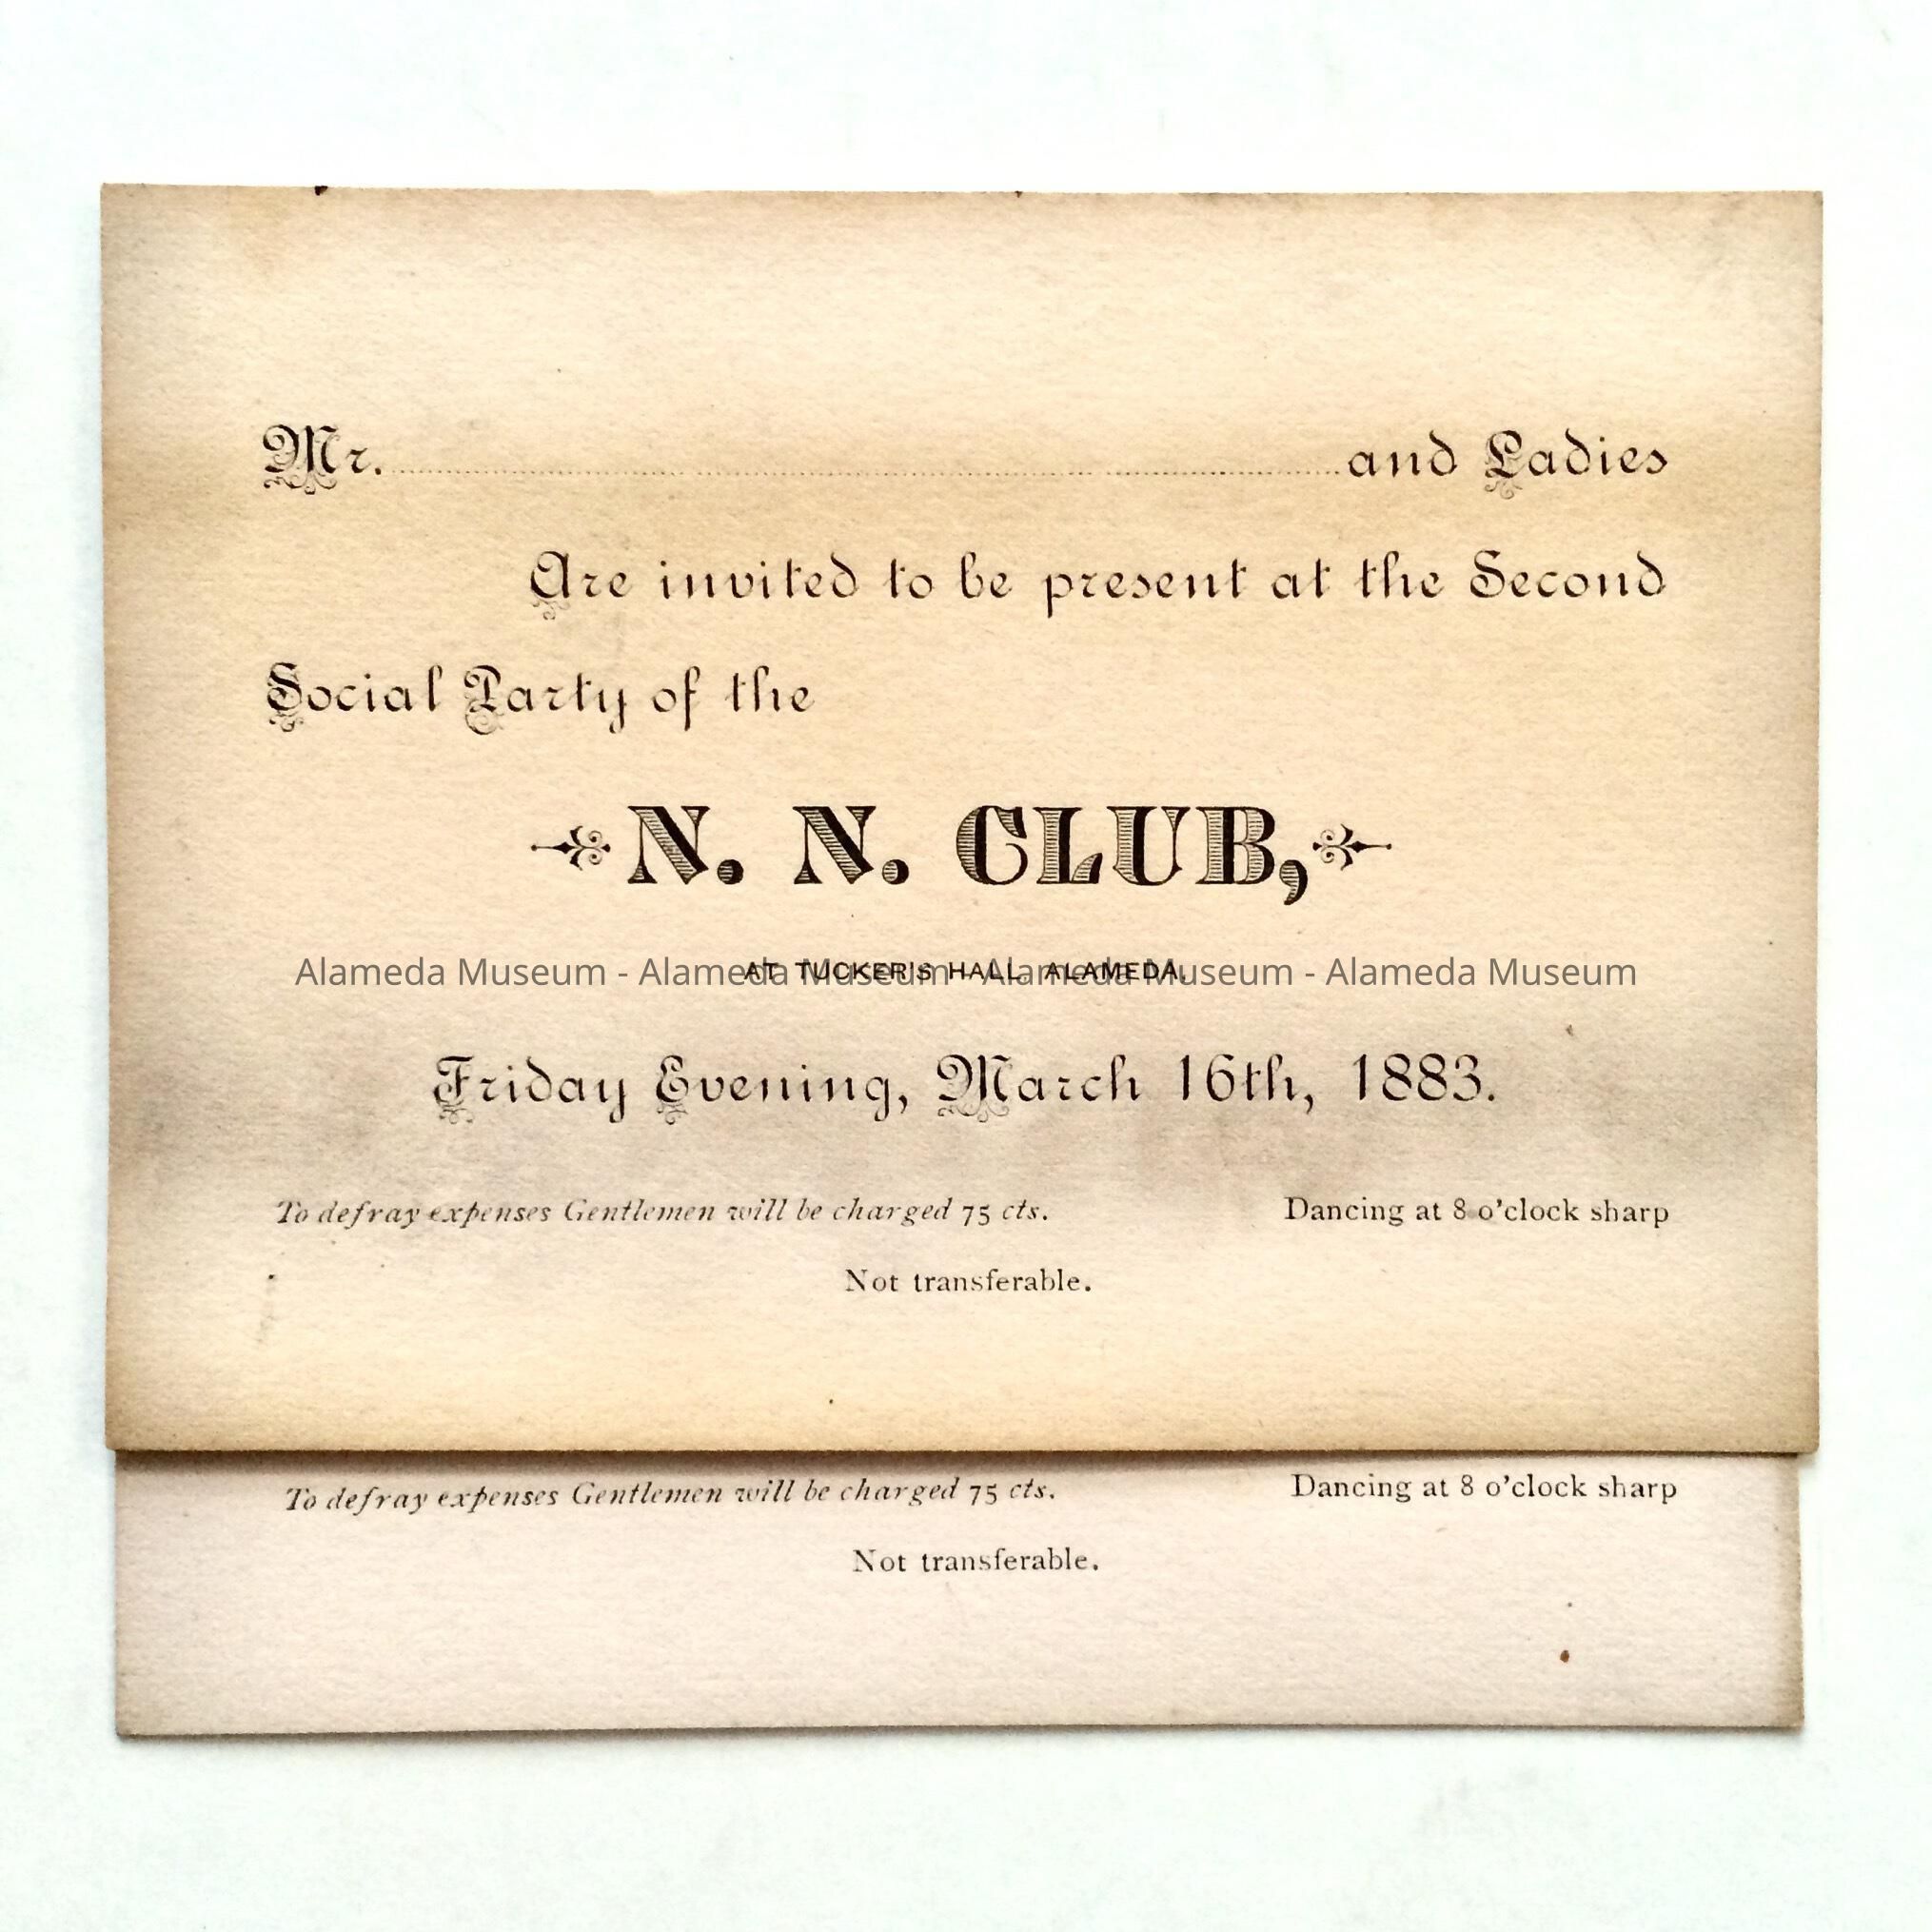 Mr. and Ladies
Are invited to be present at the Second
Social Party of the
N. N. CLUB,
AT TUCKER'S HALL, ALAMEDA.
Alameda Museum - Alameda Museum - Alameda Museum - Alameda Museum
Friday Evening, March 16th, 1883.
To defray expenses Gentlemen will be charged 75 cts. Dancing at 8 o'clock sharp
Not transferable.
To defray expenses Gentlemen will be charged 75 cts. Dancing at 8 o'clock sharp
Not transferable.